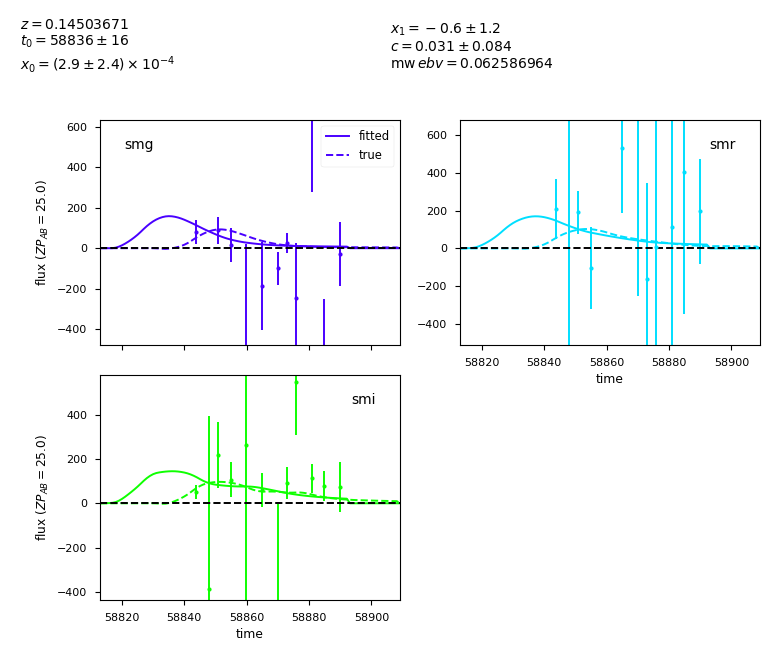 z = 0.14503671
t₀ = 58836 ± 16
x₀ = (2.9 ± 2.4) × 10⁻⁴
x₁ = −0.6 ± 1.2
c = 0.031 ± 0.084
mw ebv = 0.062586964
smg
fitted
true
600
400
200
0
−200
−400
flux (ZP_AB = 25.0)
smr
600
400
200
0
−200
−400
58820 58840 58860 58880 58900
time
smi
400
200
0
−200
−400
flux (ZP_AB = 25.0)
58820 58840 58860 58880 58900
time